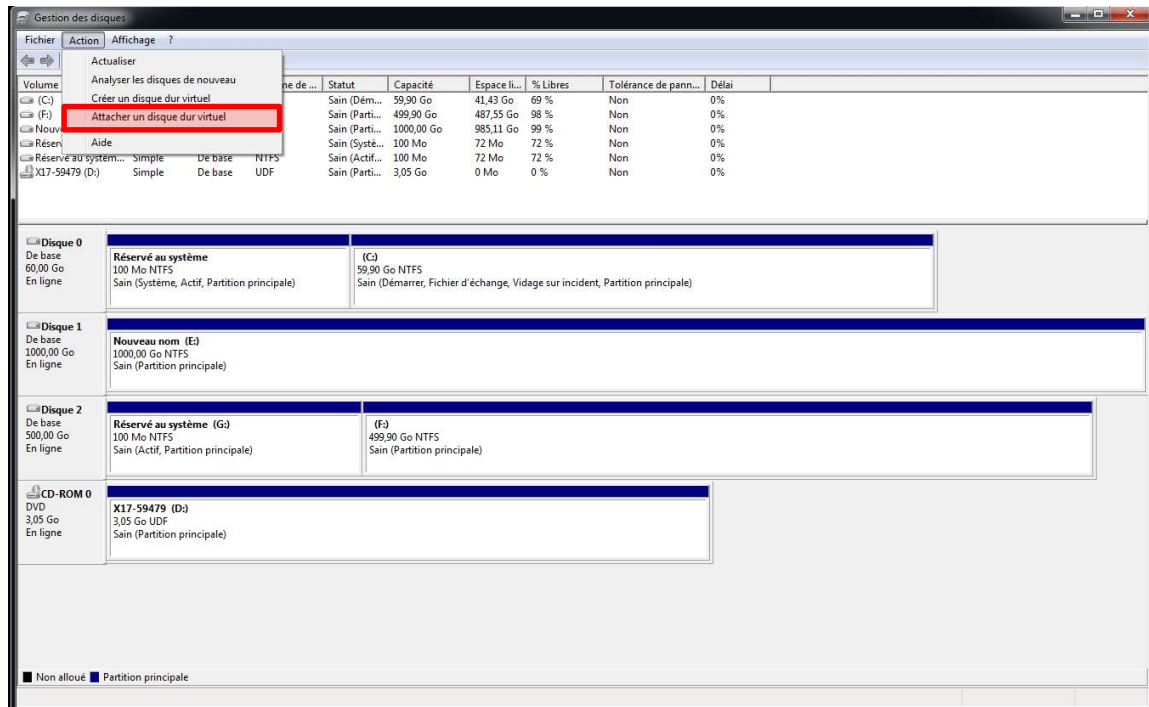 Gestion des disques
Fichier Action Affichage ?
Actualiser
Analyser les disques de nouveau
Créer un disque dur virtuel
Attacher un disque dur virtuel
Aide
Volume ne de ... Statut Capacité Espace li... % Libres Tolérance de pann... Délai
(C:) Sain (Dém... 59,90 Go 41,43 Go 69 % Non 0%
(F:) Sain (Parti... 499,90 Go 487,55 Go 98 % Non 0%
Nouv Sain (Parti... 1000,00 Go 985,11 Go 99 % Non 0%
Réserv Sain (Systè... 100 Mo 72 Mo 72 % Non 0%
Réservé au systèm... Simple De base NTFS Sain (Actif... 100 Mo 72 Mo 72 % Non 0%
X17-59479 (D:) Simple De base UDF Sain (Parti... 3,05 Go 0 Mo 0 % Non 0%
Disque 0
De base
60,00 Go
En ligne
Réservé au système
100 Mo NTFS
Sain (Système, Actif, Partition principale)
(C:)
59,90 Go NTFS
Sain (Démarrer, Fichier d'échange, Vidage sur incident, Partition principale)
Disque 1
De base
1000,00 Go
En ligne
Nouveau nom (E:)
1000,00 Go NTFS
Sain (Partition principale)
Disque 2
De base
500,00 Go
En ligne
Réservé au système (G:)
100 Mo NTFS
Sain (Actif, Partition principale)
(F:)
499,90 Go NTFS
Sain (Partition principale)
CD-ROM 0
DVD
3,05 Go
En ligne
X17-59479 (D:)
3,05 Go UDF
Sain (Partition principale)
Non alloué Partition principale